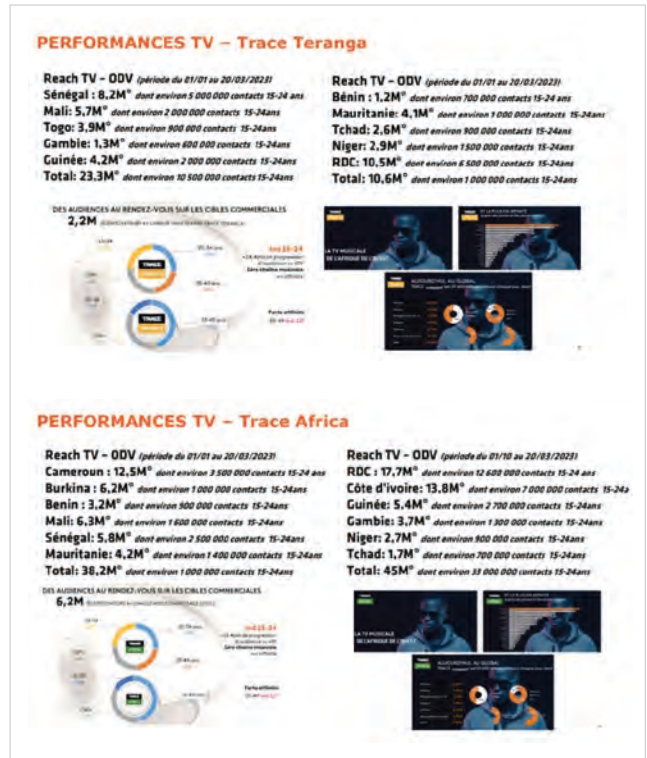 PERFORMANCES TV – Trace Teranga
Reach TV - ODV (période du 01/01 au 20/03/2023)
Sénégal : 8,2M° dont environ 5 000 000 contacts 15-24 ans
Mali: 5,7M° dont environ 2 000 000 contacts 15-24ans
Togo: 3,9M° dont environ 900 000 contacts 15-24ans
Gambie: 1,3M° dont environ 600 000 contacts 15-24ans
Guinée: 4,2M° dont environ 2 000 000 contacts 15-24ans
Total: 23,3M° dont environ 10 500 000 contacts 15-24ans
Reach TV - ODV (période du 01/01 au 20/03/2023)
Bénin : 1,2M° dont environ 700 000 contacts 15-24 ans
Mauritanie: 4,1M° dont environ 1 000 000 contacts 15-24ans
Tchad: 2,6M° dont environ 900 000 contacts 15-24ans
Niger: 2,9M° dont environ 1 500 000 contacts 15-24ans
RDC: 10,5M° dont environ 6 500 000 contacts 15-24ans
Total: 10,6M° dont environ 1 000 000 contacts 15-24ans
DES AUDIENCES AU RENDEZ-VOUS SUR LES CIBLES COMMERCIALES
2,2M
TRACE
LA TV MUSICALE
DE L'AFRIQUE DE L'OUEST
AUJOURD'HUI, AU GLOBAL
PERFORMANCES TV – Trace Africa
Reach TV - ODV (période du 01/01 au 20/03/2023)
Cameroun : 12,5M° dont environ 3 500 000 contacts 15-24 ans
Burkina : 6,2M° dont environ 1 000 000 contacts 15-24ans
Benin : 3,2M° dont environ 500 000 contacts 15-24ans
Mali: 6,3M° dont environ 1 600 000 contacts 15-24ans
Sénégal: 5,8M° dont environ 2 500 000 contacts 15-24ans
Mauritanie: 4,2M° dont environ 1 400 000 contacts 15-24ans
Total: 38,2M° dont environ 1 000 000 contacts 15-24ans
Reach TV - ODV (période du 01/10 au 20/03/2023)
RDC : 17,7M° dont environ 12 600 000 contacts 15-24 ans
Côte d'ivoire: 13,8M° dont environ 7 000 000 contacts 15-24a
Guinée: 5,4M° dont environ 2 700 000 contacts 15-24ans
Gambie: 3,7M° dont environ 1 300 000 contacts 15-24ans
Niger: 2,7M° dont environ 900 000 contacts 15-24ans
Tchad: 1,7M° dont environ 700 000 contacts 15-24ans
Total: 45M° dont environ 33 000 000 contacts 15-24ans
DES AUDIENCES AU RENDEZ-VOUS SUR LES CIBLES COMMERCIALES
6,2M
TRACE
LA TV MUSICALE
DE L'AFRIQUE DE L'OUEST
AUJOURD'HUI, AU GLOBAL